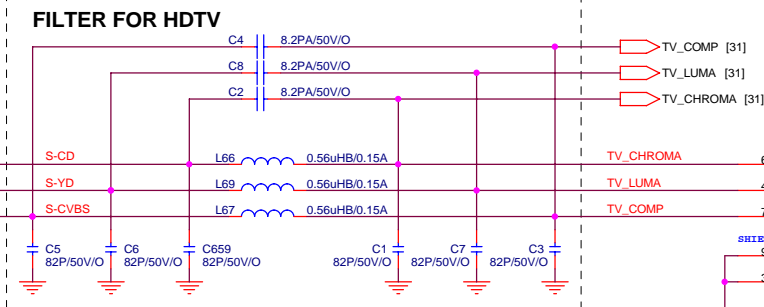 FILTER FOR HDTV
C4 8.2PA/50V/O TV_COMP [31]
C8 8.2PA/50V/O TV_LUMA [31]
C2 8.2PA/50V/O TV_CHROMA [31]
S-CD L66 0.56uHB/0.15A TV_CHROMA 6
S-YD L69 0.56uHB/0.15A TV_LUMA
S-CVBS L67 0.56uHB/0.15A TV_COMP 7
SHIE
C5 C6 C659 C1 C7 C3
82P/50V/O 82P/50V/O 82P/50V/O 82P/50V/O 82P/50V/O 82P/50V/O